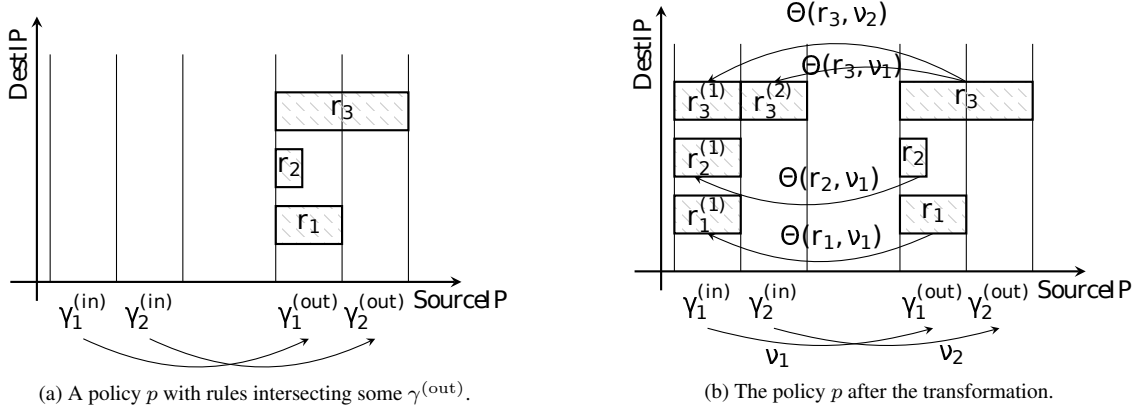 DestIP
r₃
r₂
r₁
SourceIP
γ₁⁽ⁱⁿ⁾ γ₂⁽ⁱⁿ⁾ γ₁⁽ᵒᵘᵗ⁾ γ₂⁽ᵒᵘᵗ⁾
(a) A policy p with rules intersecting some γ⁽ᵒᵘᵗ⁾.
Θ(r₃, ν₂)
DestIP
Θ(r₃, ν₁)
r₃⁽¹⁾ r₃⁽²⁾ r₃
r₂⁽¹⁾ r₂
Θ(r₂, ν₁)
r₁⁽¹⁾ r₁
Θ(r₁, ν₁)
SourceIP
γ₁⁽ⁱⁿ⁾ γ₂⁽ⁱⁿ⁾ γ₁⁽ᵒᵘᵗ⁾ γ₂⁽ᵒᵘᵗ⁾
ν₁ ν₂
(b) The policy p after the transformation.